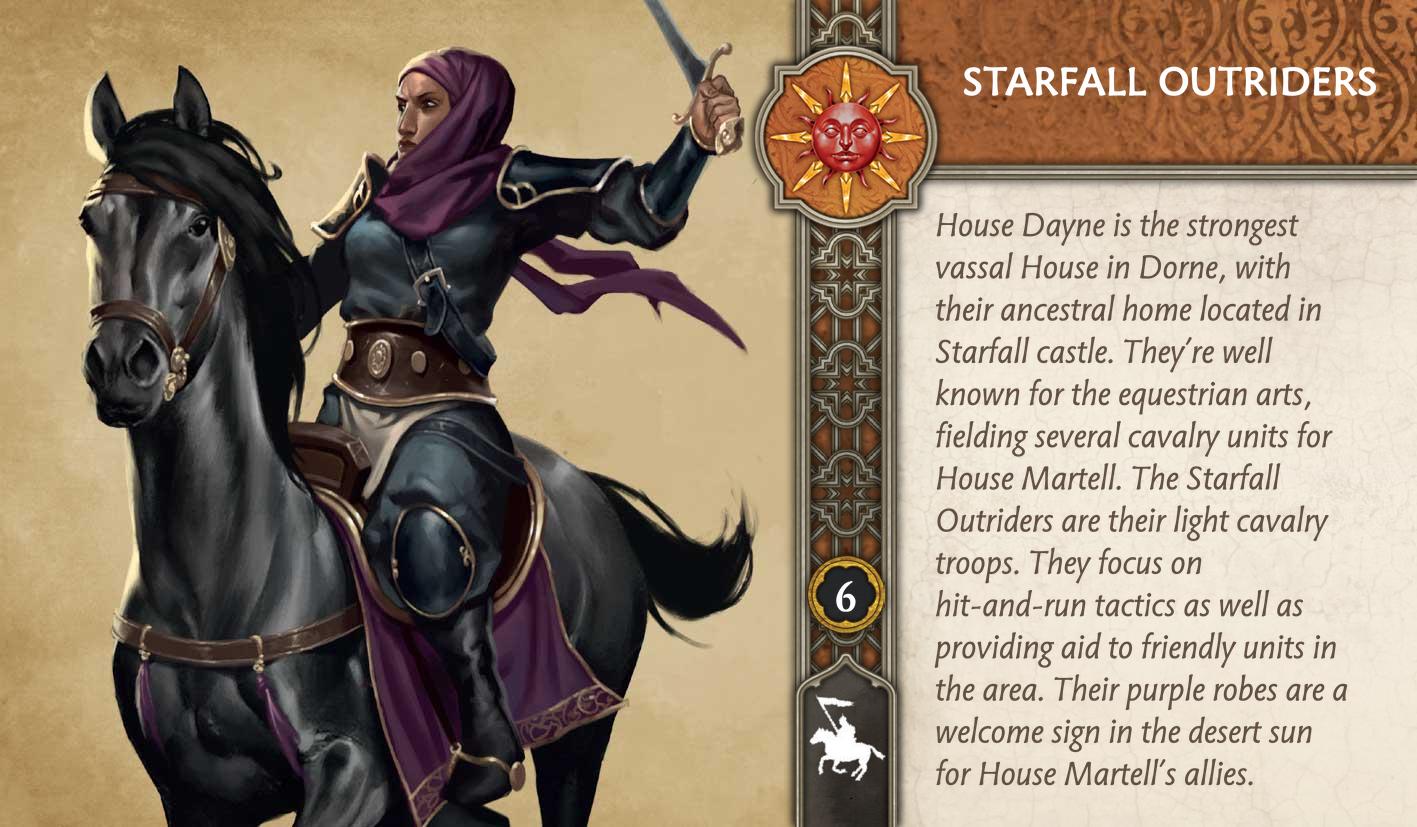 STARFALL OUTRIDERS
House Dayne is the strongest
vassal House in Dorne, with
their ancestral home located in
Starfall castle. They're well
known for the equestrian arts,
fielding several cavalry units for
House Martell. The Starfall
Outriders are their light cavalry
troops. They focus on
hit-and-run tactics as well as
providing aid to friendly units in
the area. Their purple robes are a
welcome sign in the desert sun
for House Martell's allies.
6